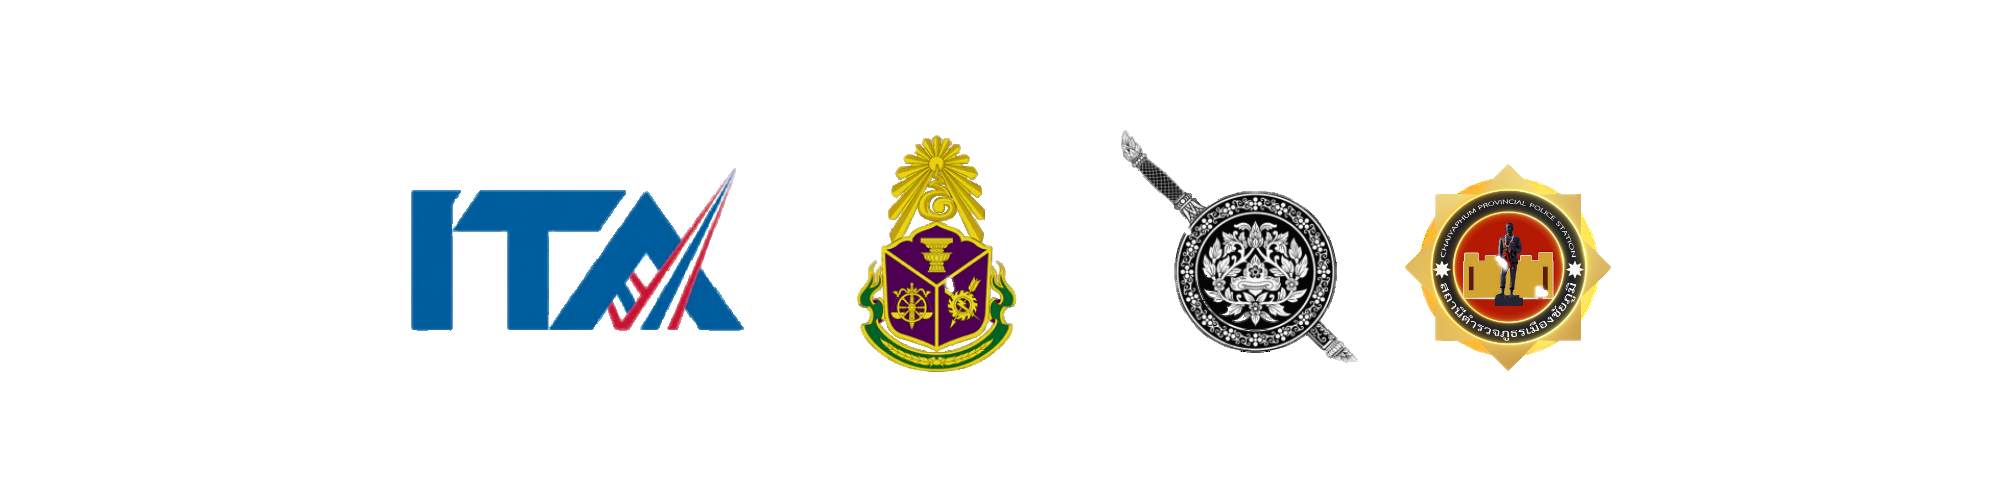 ITA
CHAIYAPHUM PROVINCIAL POLICE STATION
สถานีตำรวจภูธรเมืองชัยภูมิ